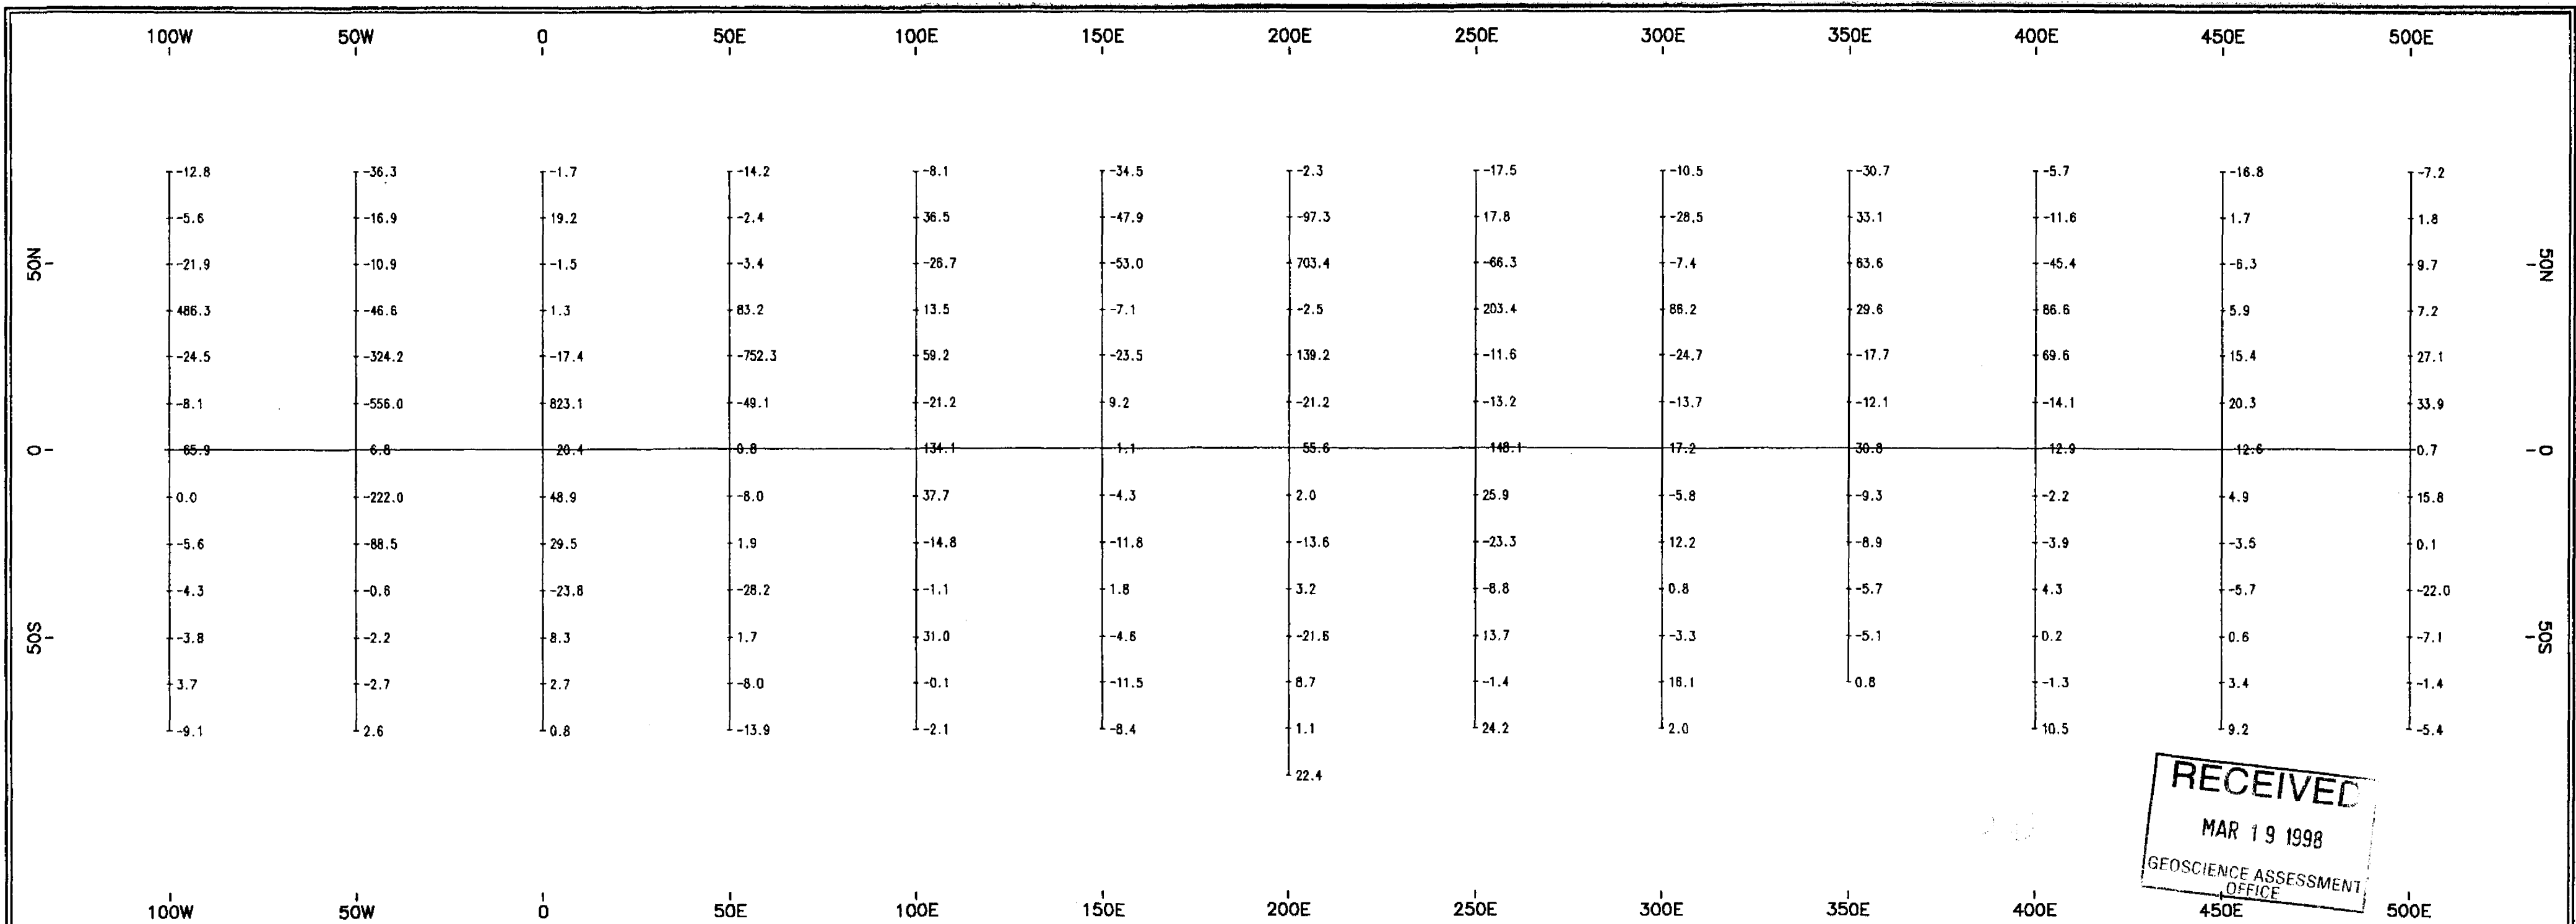 100W 50W 0 50E 100E 150E 200E 250E 300E 350E 400E 450E 500E
-12.8 -36.3 -1.7 -14.2 -8.1 -34.5 -2.3 -17.5 -10.5 -30.7 -5.7 -16.8 -7.2
-5.6 -16.9 19.2 -2.4 36.5 -47.9 -97.3 17.8 -28.5 33.1 -11.6 1.7 1.8
50N -21.9 -10.9 -1.5 -3.4 -26.7 -53.0 703.4 -66.3 -7.4 63.6 -45.4 -6.3 9.7 50N
486.3 -46.6 1.3 83.2 13.5 -7.1 -2.5 203.4 86.2 29.6 86.6 5.9 7.2
-24.5 -324.2 -17.4 -752.3 59.2 -23.5 139.2 -11.6 -24.7 -17.7 69.6 15.4 27.1
-8.1 -556.0 823.1 -49.1 -21.2 9.2 -21.2 -13.2 -13.7 -12.1 -14.1 20.3 33.9
0 65.9 6.8 20.4 0.8 134.1 1.1 55.6 148.1 17.2 30.8 12.9 12.6 0.7 0
0.0 -222.0 48.9 -8.0 37.7 -4.3 2.0 25.9 -5.8 -9.3 -2.2 4.9 15.8
-5.6 -88.5 29.5 1.9 -14.8 -11.8 -13.6 -23.3 12.2 -8.9 -3.9 -3.5 0.1
-4.3 -0.6 -23.8 -28.2 -1.1 1.8 3.2 -8.8 0.8 -5.7 4.3 -5.7 -22.0
50S -3.8 -2.2 8.3 1.7 31.0 -4.6 -21.6 13.7 -3.3 -5.1 0.2 0.6 -7.1 50S
3.7 -2.7 2.7 -8.0 -0.1 -11.5 8.7 -1.4 16.1 0.8 -1.3 3.4 -1.4
-9.1 2.6 0.8 -13.9 -2.1 -8.4 1.1 24.2 2.0 10.5 9.2 -5.4
22.4
RECEIVED
MAR 19 1998
GEOSCIENCE ASSESSMENT
OFFICE
100W 50W 0 50E 100E 150E 200E 250E 300E 350E 400E 450E 500E